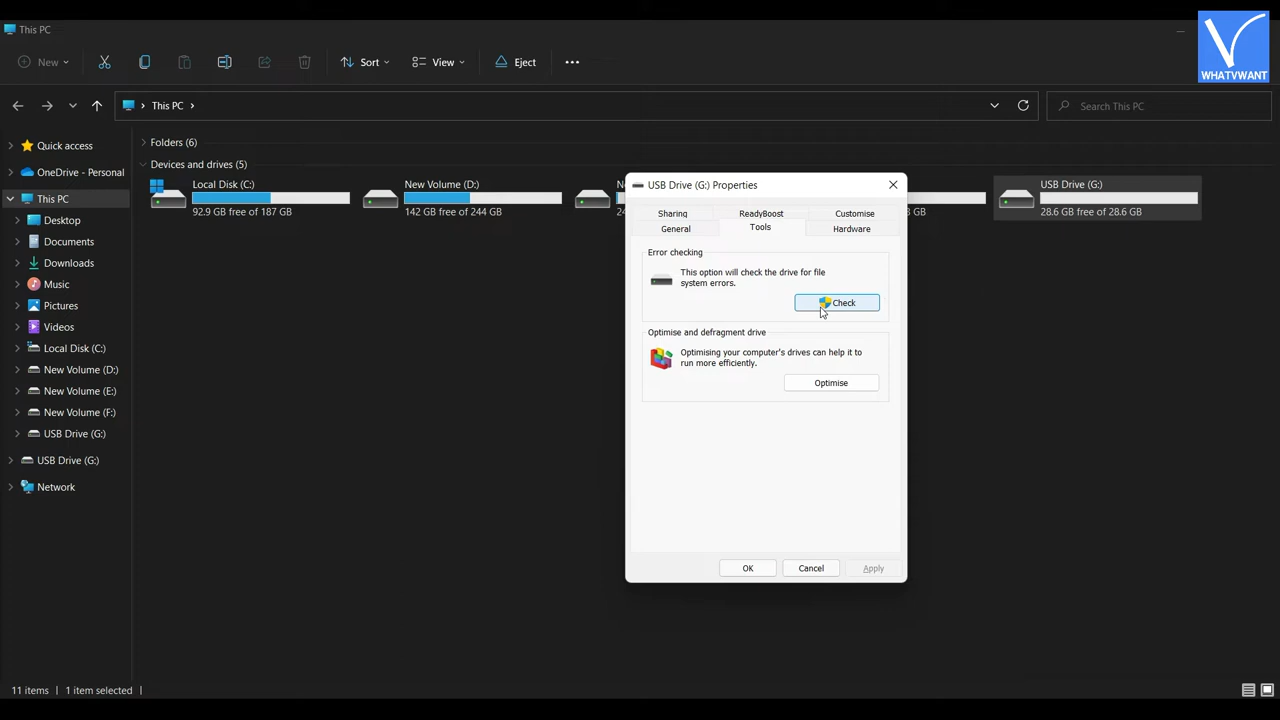 This PC
WHATVWANT
New
Sort
View
Eject
This PC
Search This PC
Quick access
OneDrive - Personal
This PC
Desktop
Documents
Downloads
Music
Pictures
Videos
Local Disk (C:)
New Volume (D:)
New Volume (E:)
New Volume (F:)
USB Drive (G:)
USB Drive (G:)
Network
Folders (6)
Devices and drives (5)
Local Disk (C:)
92.9 GB free of 187 GB
New Volume (D:)
142 GB free of 244 GB
USB Drive (G:)
28.6 GB free of 28.6 GB
USB Drive (G:) Properties
Sharing ReadyBoost Customise
General Tools Hardware
Error checking
This option will check the drive for file
system errors.
Check
Optimise and defragment drive
Optimising your computer's drives can help it to
run more efficiently.
Optimise
OK Cancel Apply
11 items 1 item selected